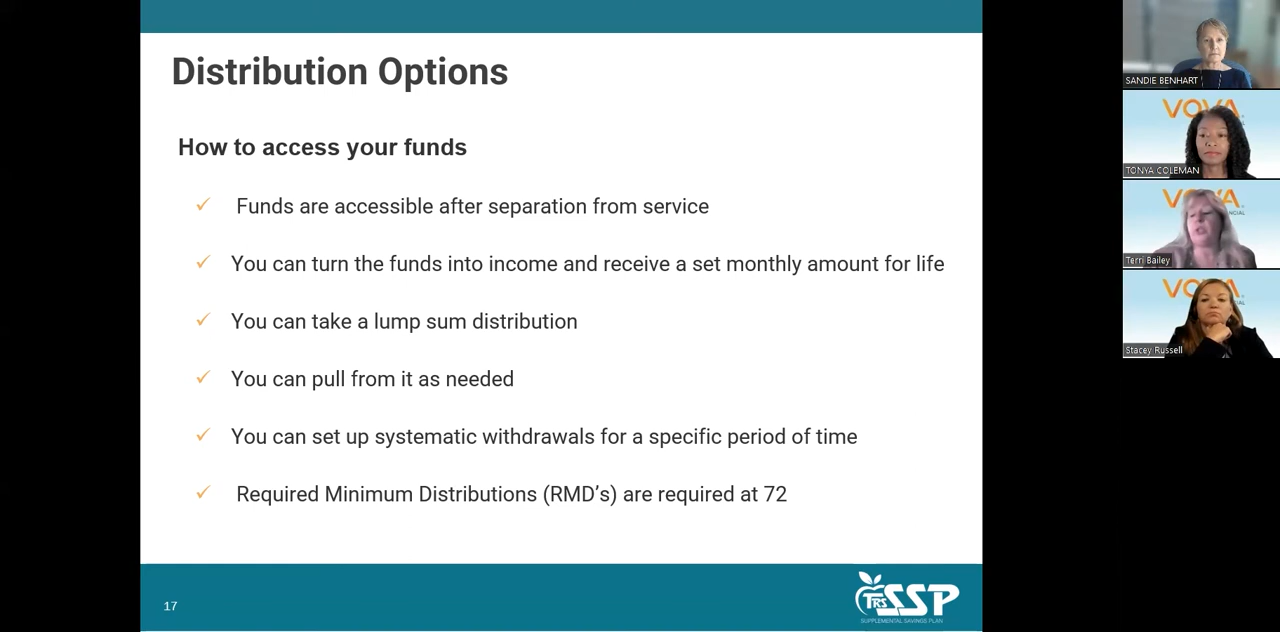 Distribution Options
How to access your funds
Funds are accessible after separation from service
You can turn the funds into income and receive a set monthly amount for life
You can take a lump sum distribution
You can pull from it as needed
You can set up systematic withdrawals for a specific period of time
Required Minimum Distributions (RMD's) are required at 72
17
TRS SSP
SUPPLEMENTAL SAVINGS PLAN
SANDIE BENHART
VOYA
TONYA COLEMAN
Terri Bailey
Stacey Russell